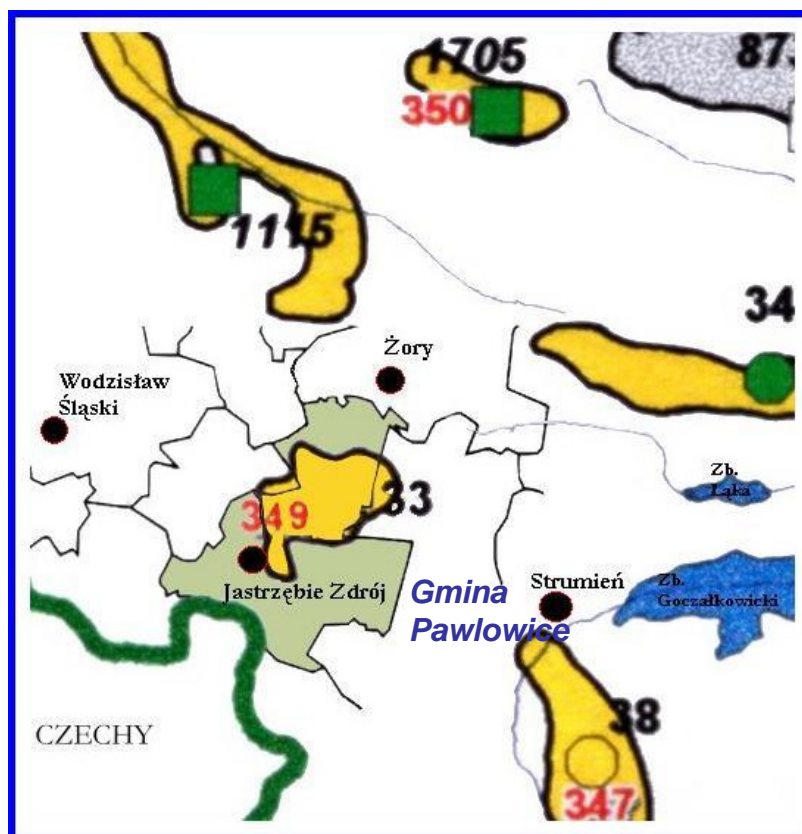 1705
873
350
1115
34
Żory
Wodzisław
Śląski
Zb.
Łąka
33
349
Jastrzębie Zdrój
Gmina
Pawlowice
Strumień
Zb.
Goczałkowicki
38
CZECHY
347